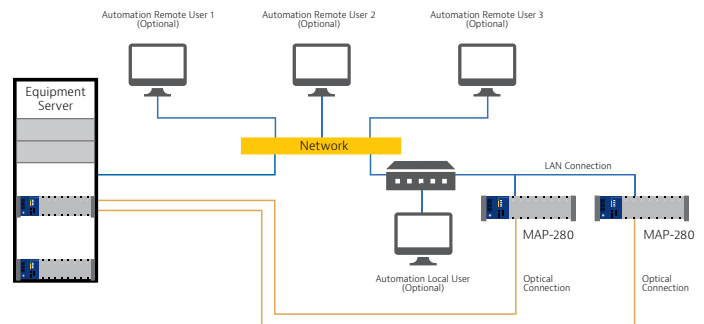 Automation Remote User 1
(Optional)
Automation Remote User 2
(Optional)
Automation Remote User 3
(Optional)
Equipment
Server
Network
LAN Connection
MAP-280
MAP-280
Automation Local User
(Optional)
Optical
Connection
Optical
Connection